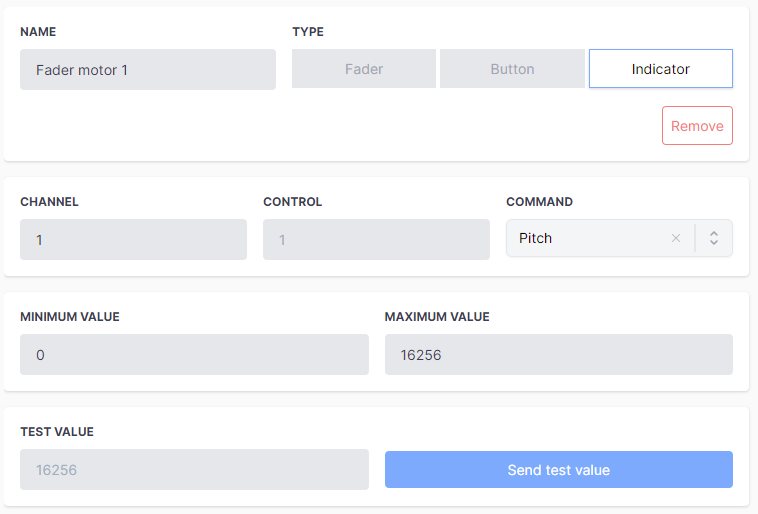 NAME
TYPE
Fader motor 1
Fader
Button
Indicator
Remove
CHANNEL
CONTROL
COMMAND
1
1
Pitch
MINIMUM VALUE
MAXIMUM VALUE
0
16256
TEST VALUE
16256
Send test value